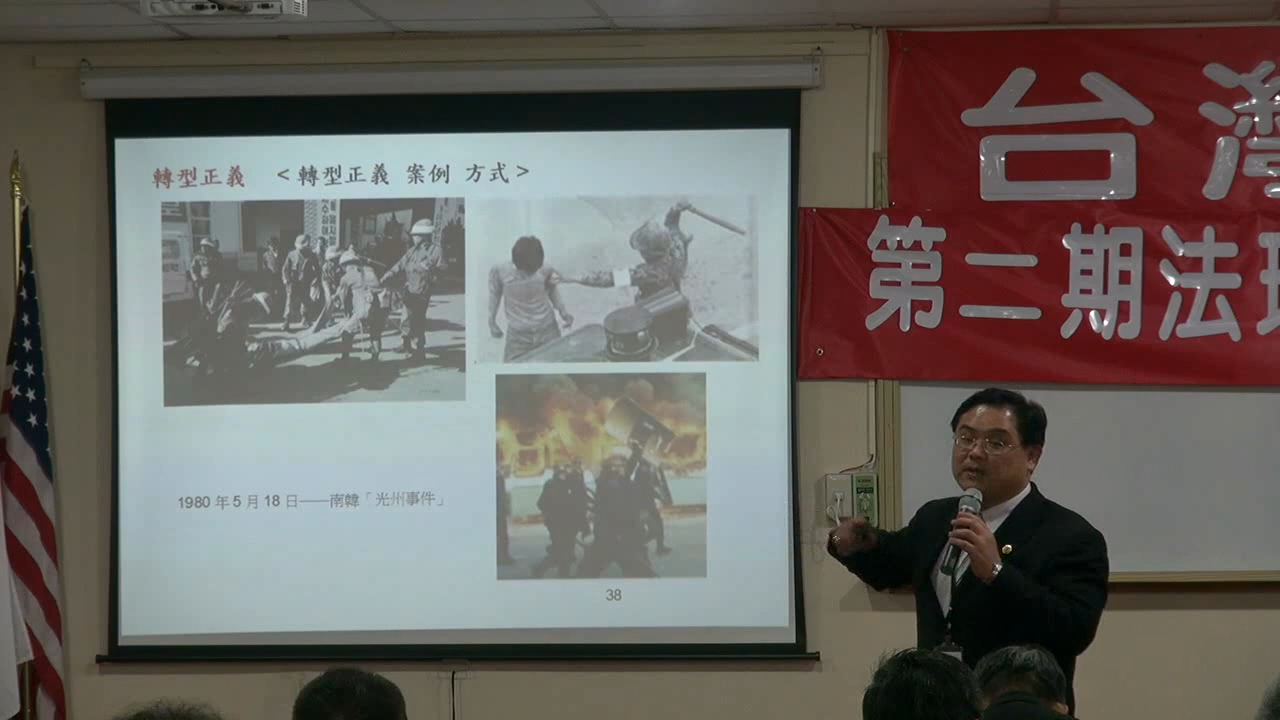 轉型正義 <轉型正義 案例 方式>
1980 年 5 月 18 日——南韓「光州事件」
38
台灣
第二期法理